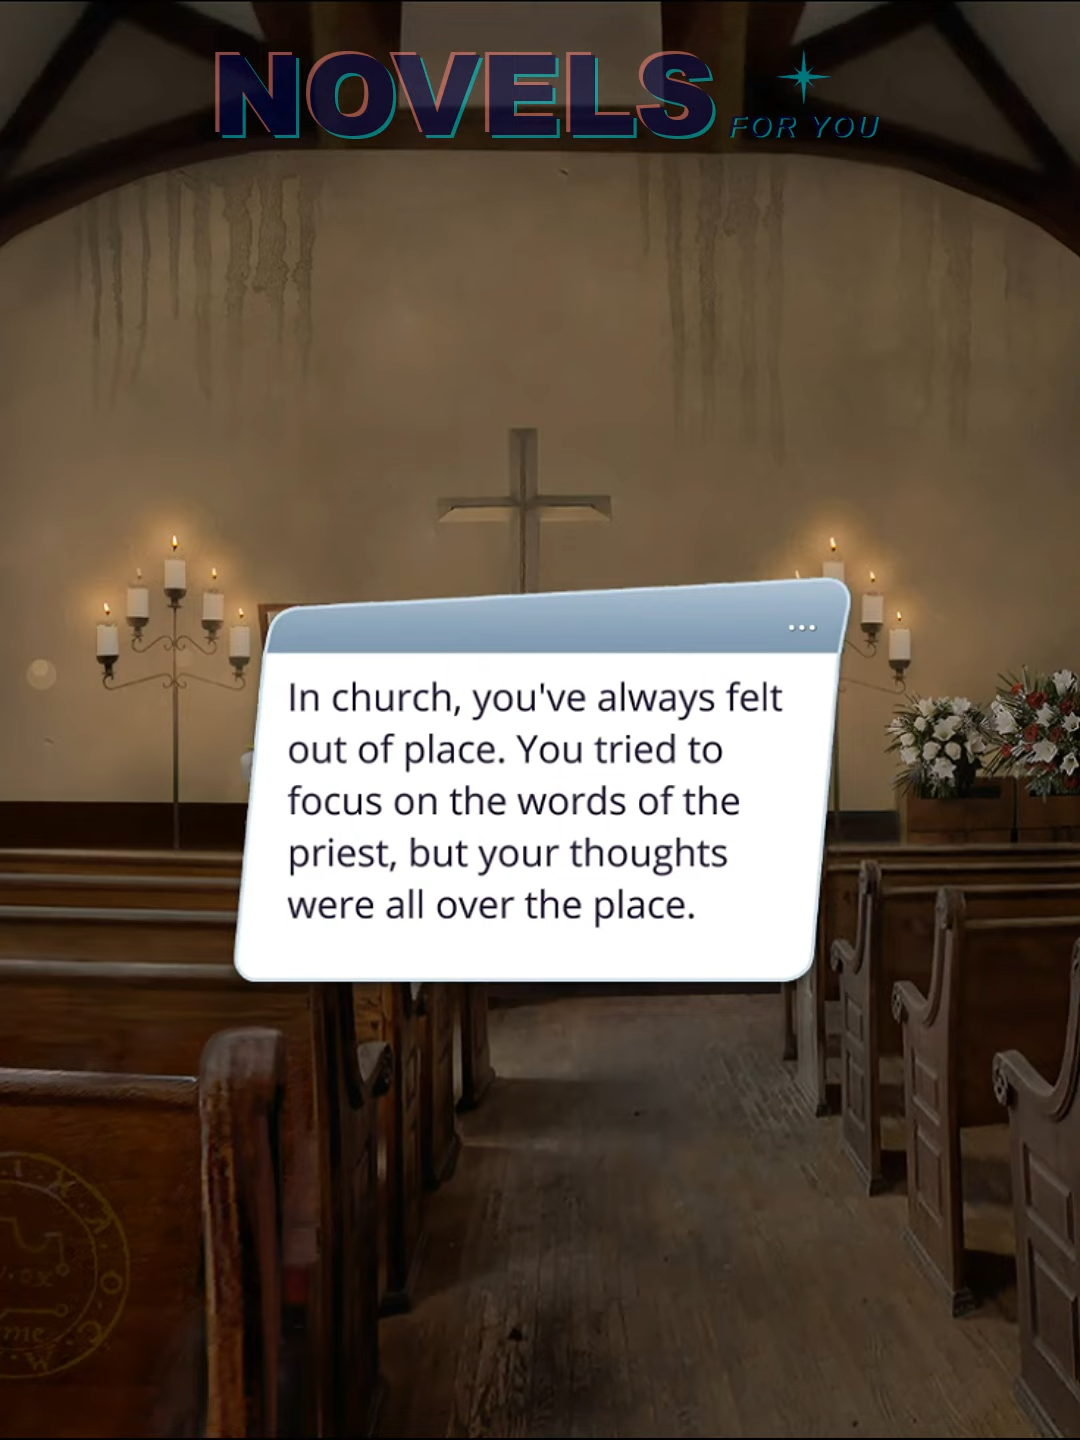 NOVELS
FOR YOU
In church, you've always felt
out of place. You tried to
focus on the words of the
priest, but your thoughts
were all over the place.